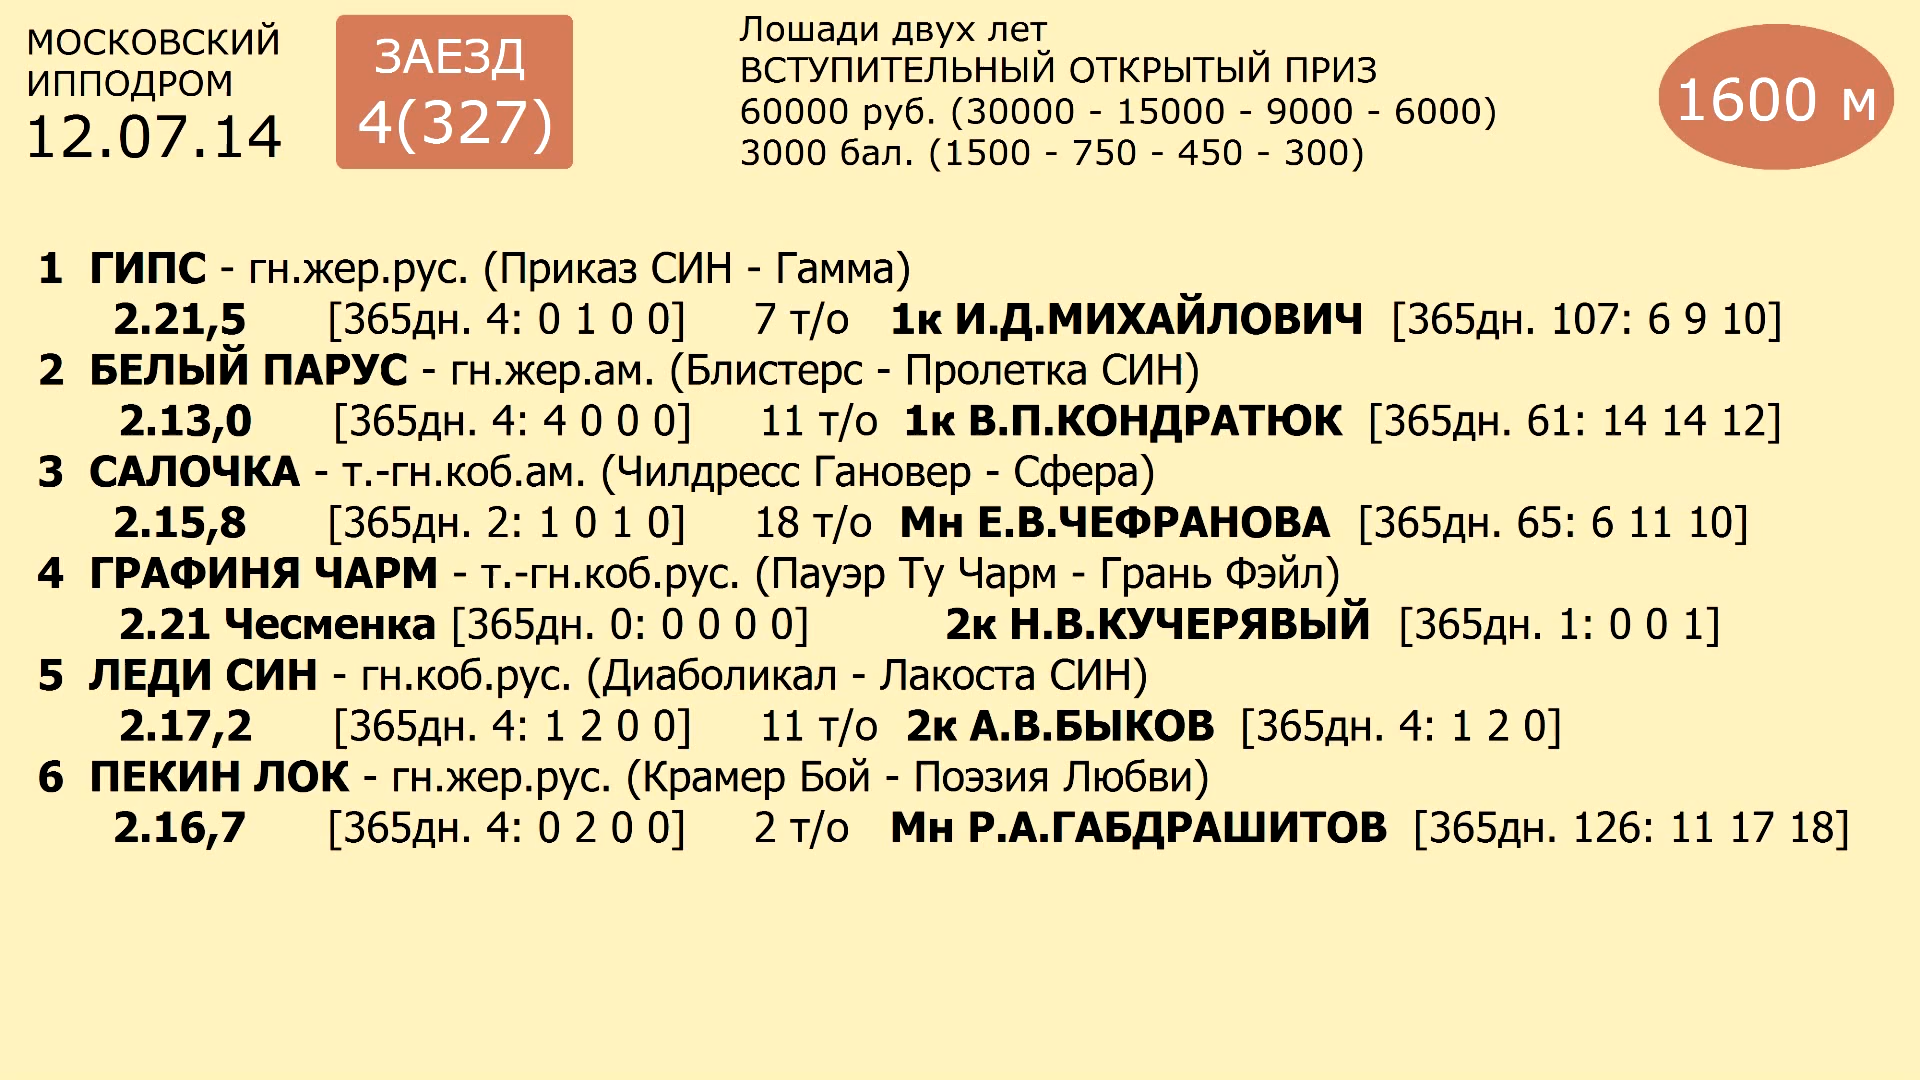 МОСКОВСКИЙ
ИППОДРОМ
12.07.14
ЗАЕЗД
4(327)
Лошади двух лет
ВСТУПИТЕЛЬНЫЙ ОТКРЫТЫЙ ПРИЗ
60000 руб. (30000 - 15000 - 9000 - 6000)
3000 бал. (1500 - 750 - 450 - 300)
1600 м
1 ГИПС - гн.жер.рус. (Приказ СИН - Гамма)
2.21,5 [365дн. 4: 0 1 0 0] 7 т/о 1к И.Д.МИХАЙЛОВИЧ [365дн. 107: 6 9 10]
2 БЕЛЫЙ ПАРУС - гн.жер.ам. (Блистерс - Пролетка СИН)
2.13,0 [365дн. 4: 4 0 0 0] 11 т/о 1к В.П.КОНДРАТЮК [365дн. 61: 14 14 12]
3 САЛОЧКА - т.-гн.коб.ам. (Чилдресс Гановер - Сфера)
2.15,8 [365дн. 2: 1 0 1 0] 18 т/о Мн Е.В.ЧЕФРАНОВА [365дн. 65: 6 11 10]
4 ГРАФИНЯ ЧАРМ - т.-гн.коб.рус. (Пауэр Ту Чарм - Грань Фэйл)
2.21 Чесменка [365дн. 0: 0 0 0 0] 2к Н.В.КУЧЕРЯВЫЙ [365дн. 1: 0 0 1]
5 ЛЕДИ СИН - гн.коб.рус. (Диаболикал - Лакоста СИН)
2.17,2 [365дн. 4: 1 2 0 0] 11 т/о 2к А.В.БЫКОВ [365дн. 4: 1 2 0]
6 ПЕКИН ЛОК - гн.жер.рус. (Крамер Бой - Поэзия Любви)
2.16,7 [365дн. 4: 0 2 0 0] 2 т/о Мн Р.А.ГАБДРАШИТОВ [365дн. 126: 11 17 18]